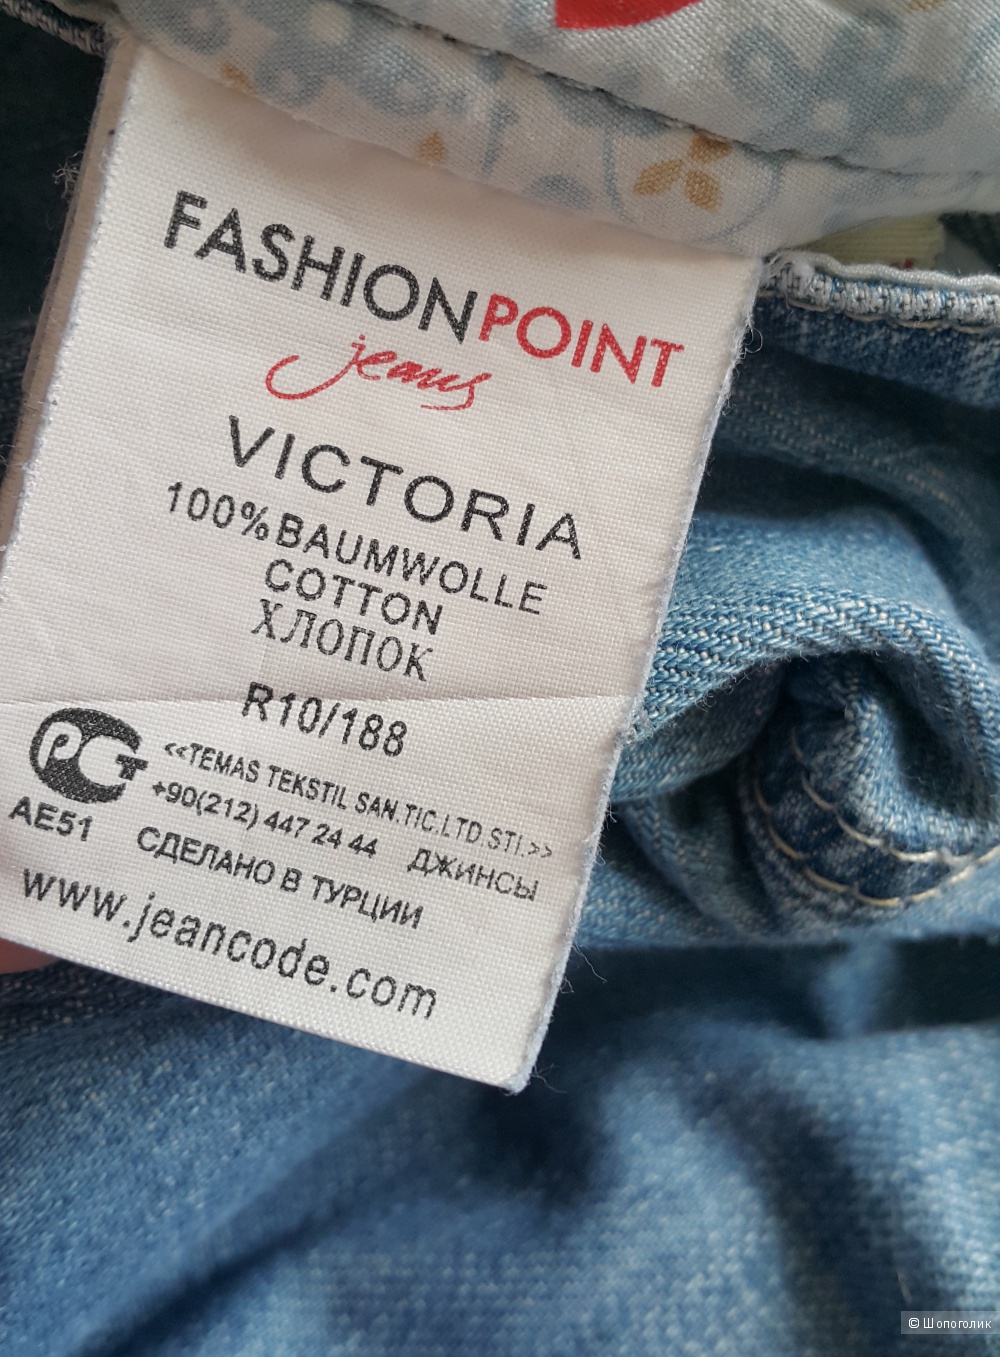 FASHIONPOINT
jeans
VICTORIA
100%BAUMWOLLE
COTTON
ХЛОПОК
R10/188
РСТ
<<TEMAS TEKSTIL SAN.TIC.LTD.STI.>>
+90(212) 447 24 44
ДЖИНСЫ
AE51
СДЕЛАНО В ТУРЦИИ
www.jeancode.com
© Шопоголик